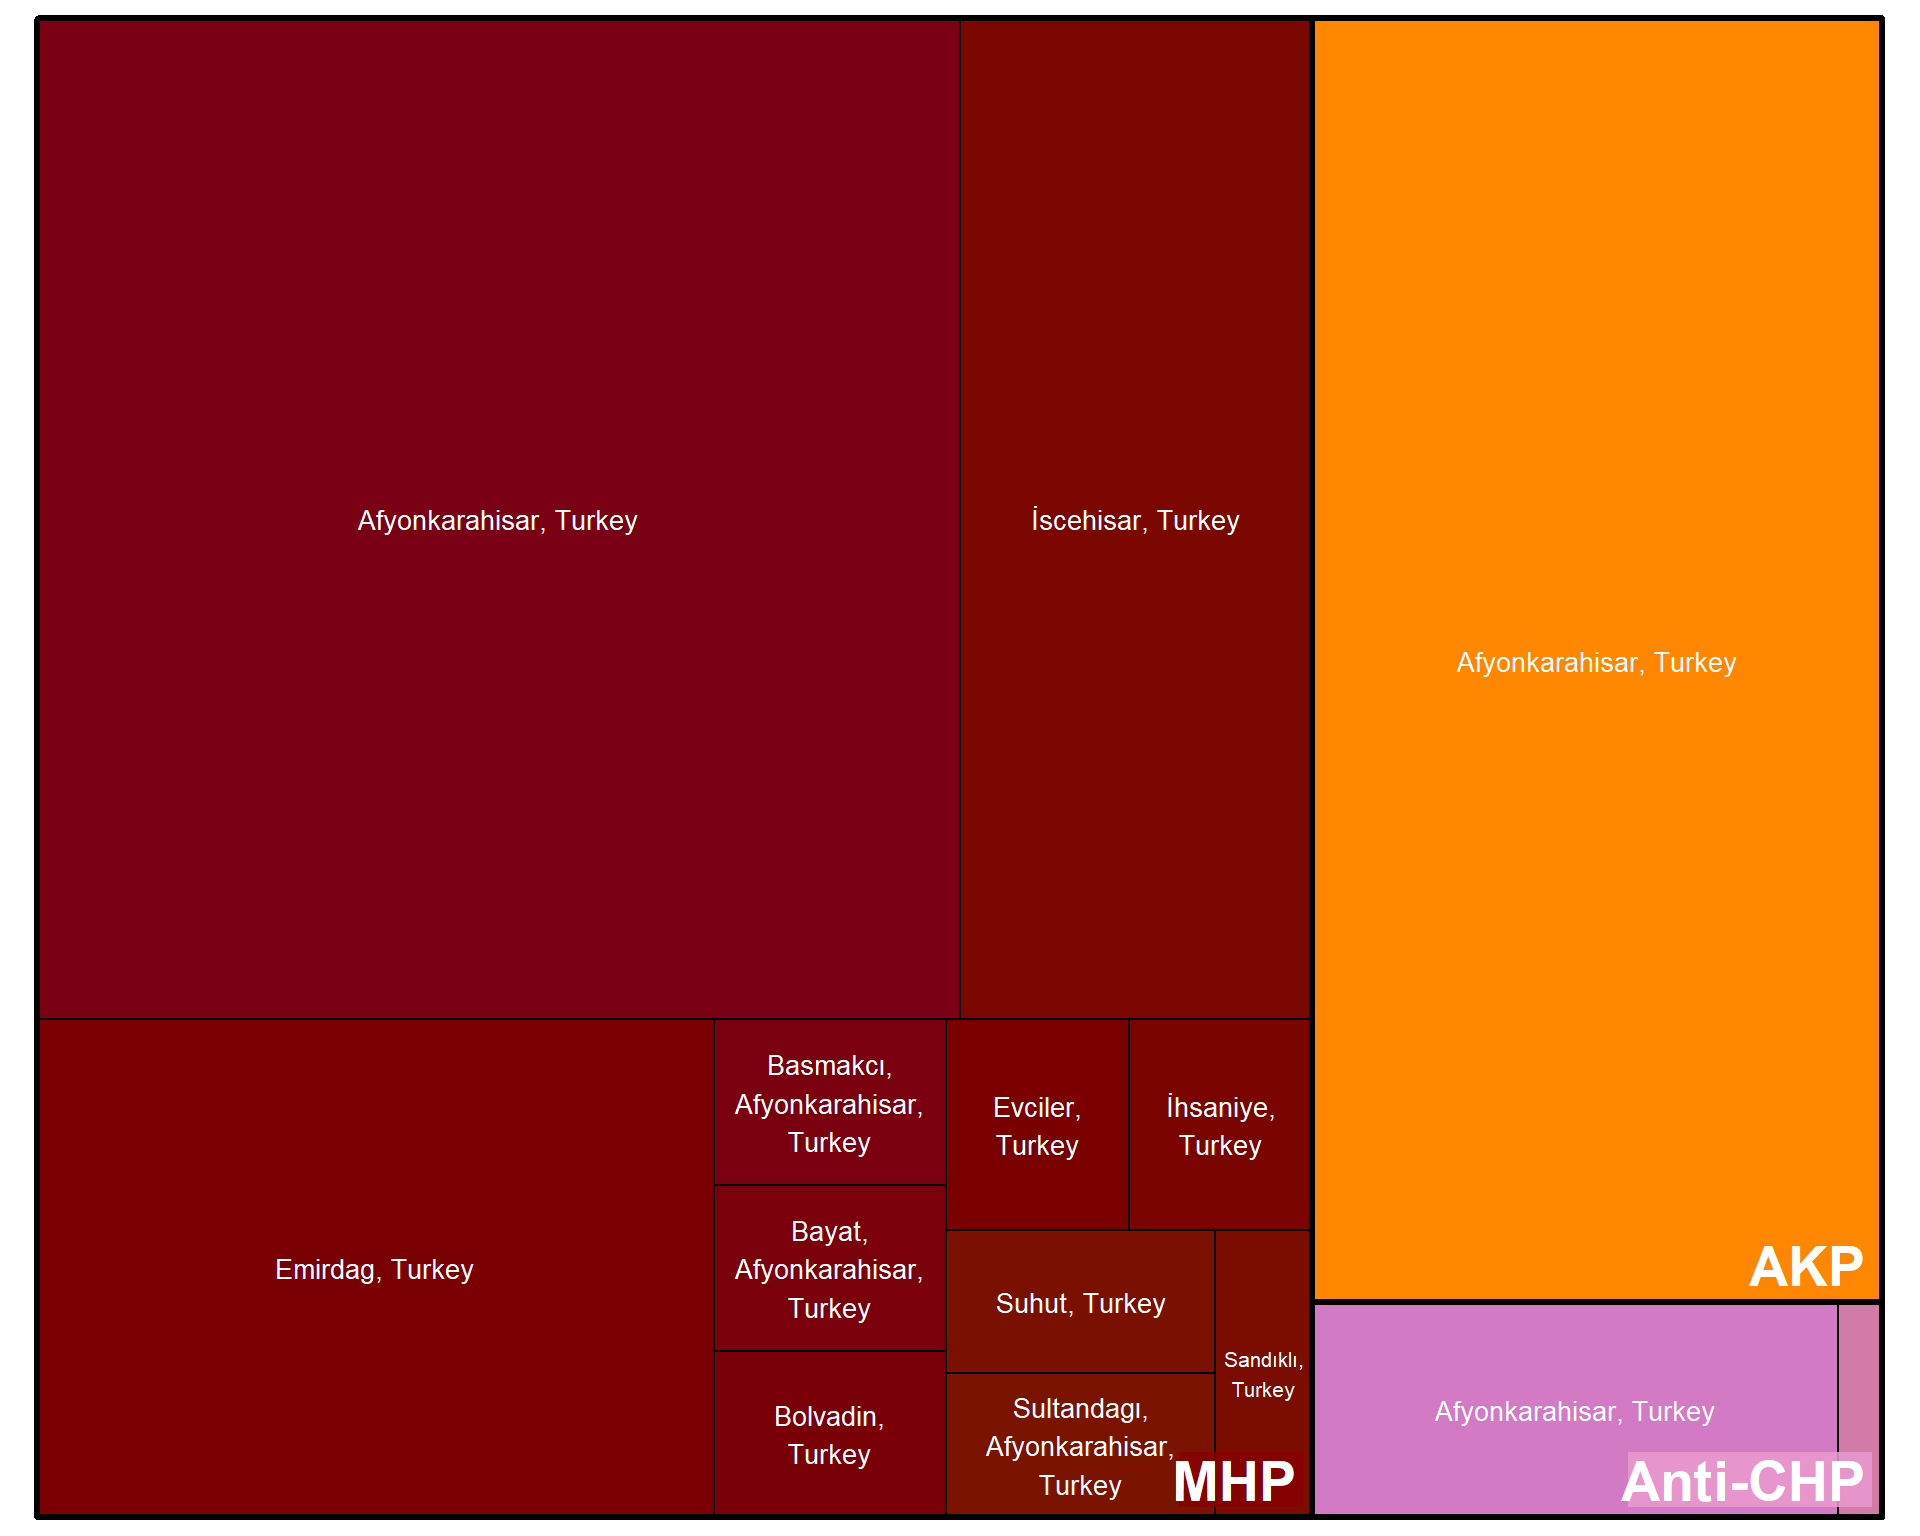 Afyonkarahisar, Turkey
İscehisar, Turkey
Afyonkarahisar, Turkey
AKP
Emirdag, Turkey
Basmakcı,
Afyonkarahisar,
Turkey
Bayat,
Afyonkarahisar,
Turkey
Bolvadin,
Turkey
Evciler,
Turkey
İhsaniye,
Turkey
Suhut, Turkey
Sandıklı,
Turkey
Sultandagı,
Afyonkarahisar,
Turkey
MHP
Afyonkarahisar, Turkey
Anti-CHP